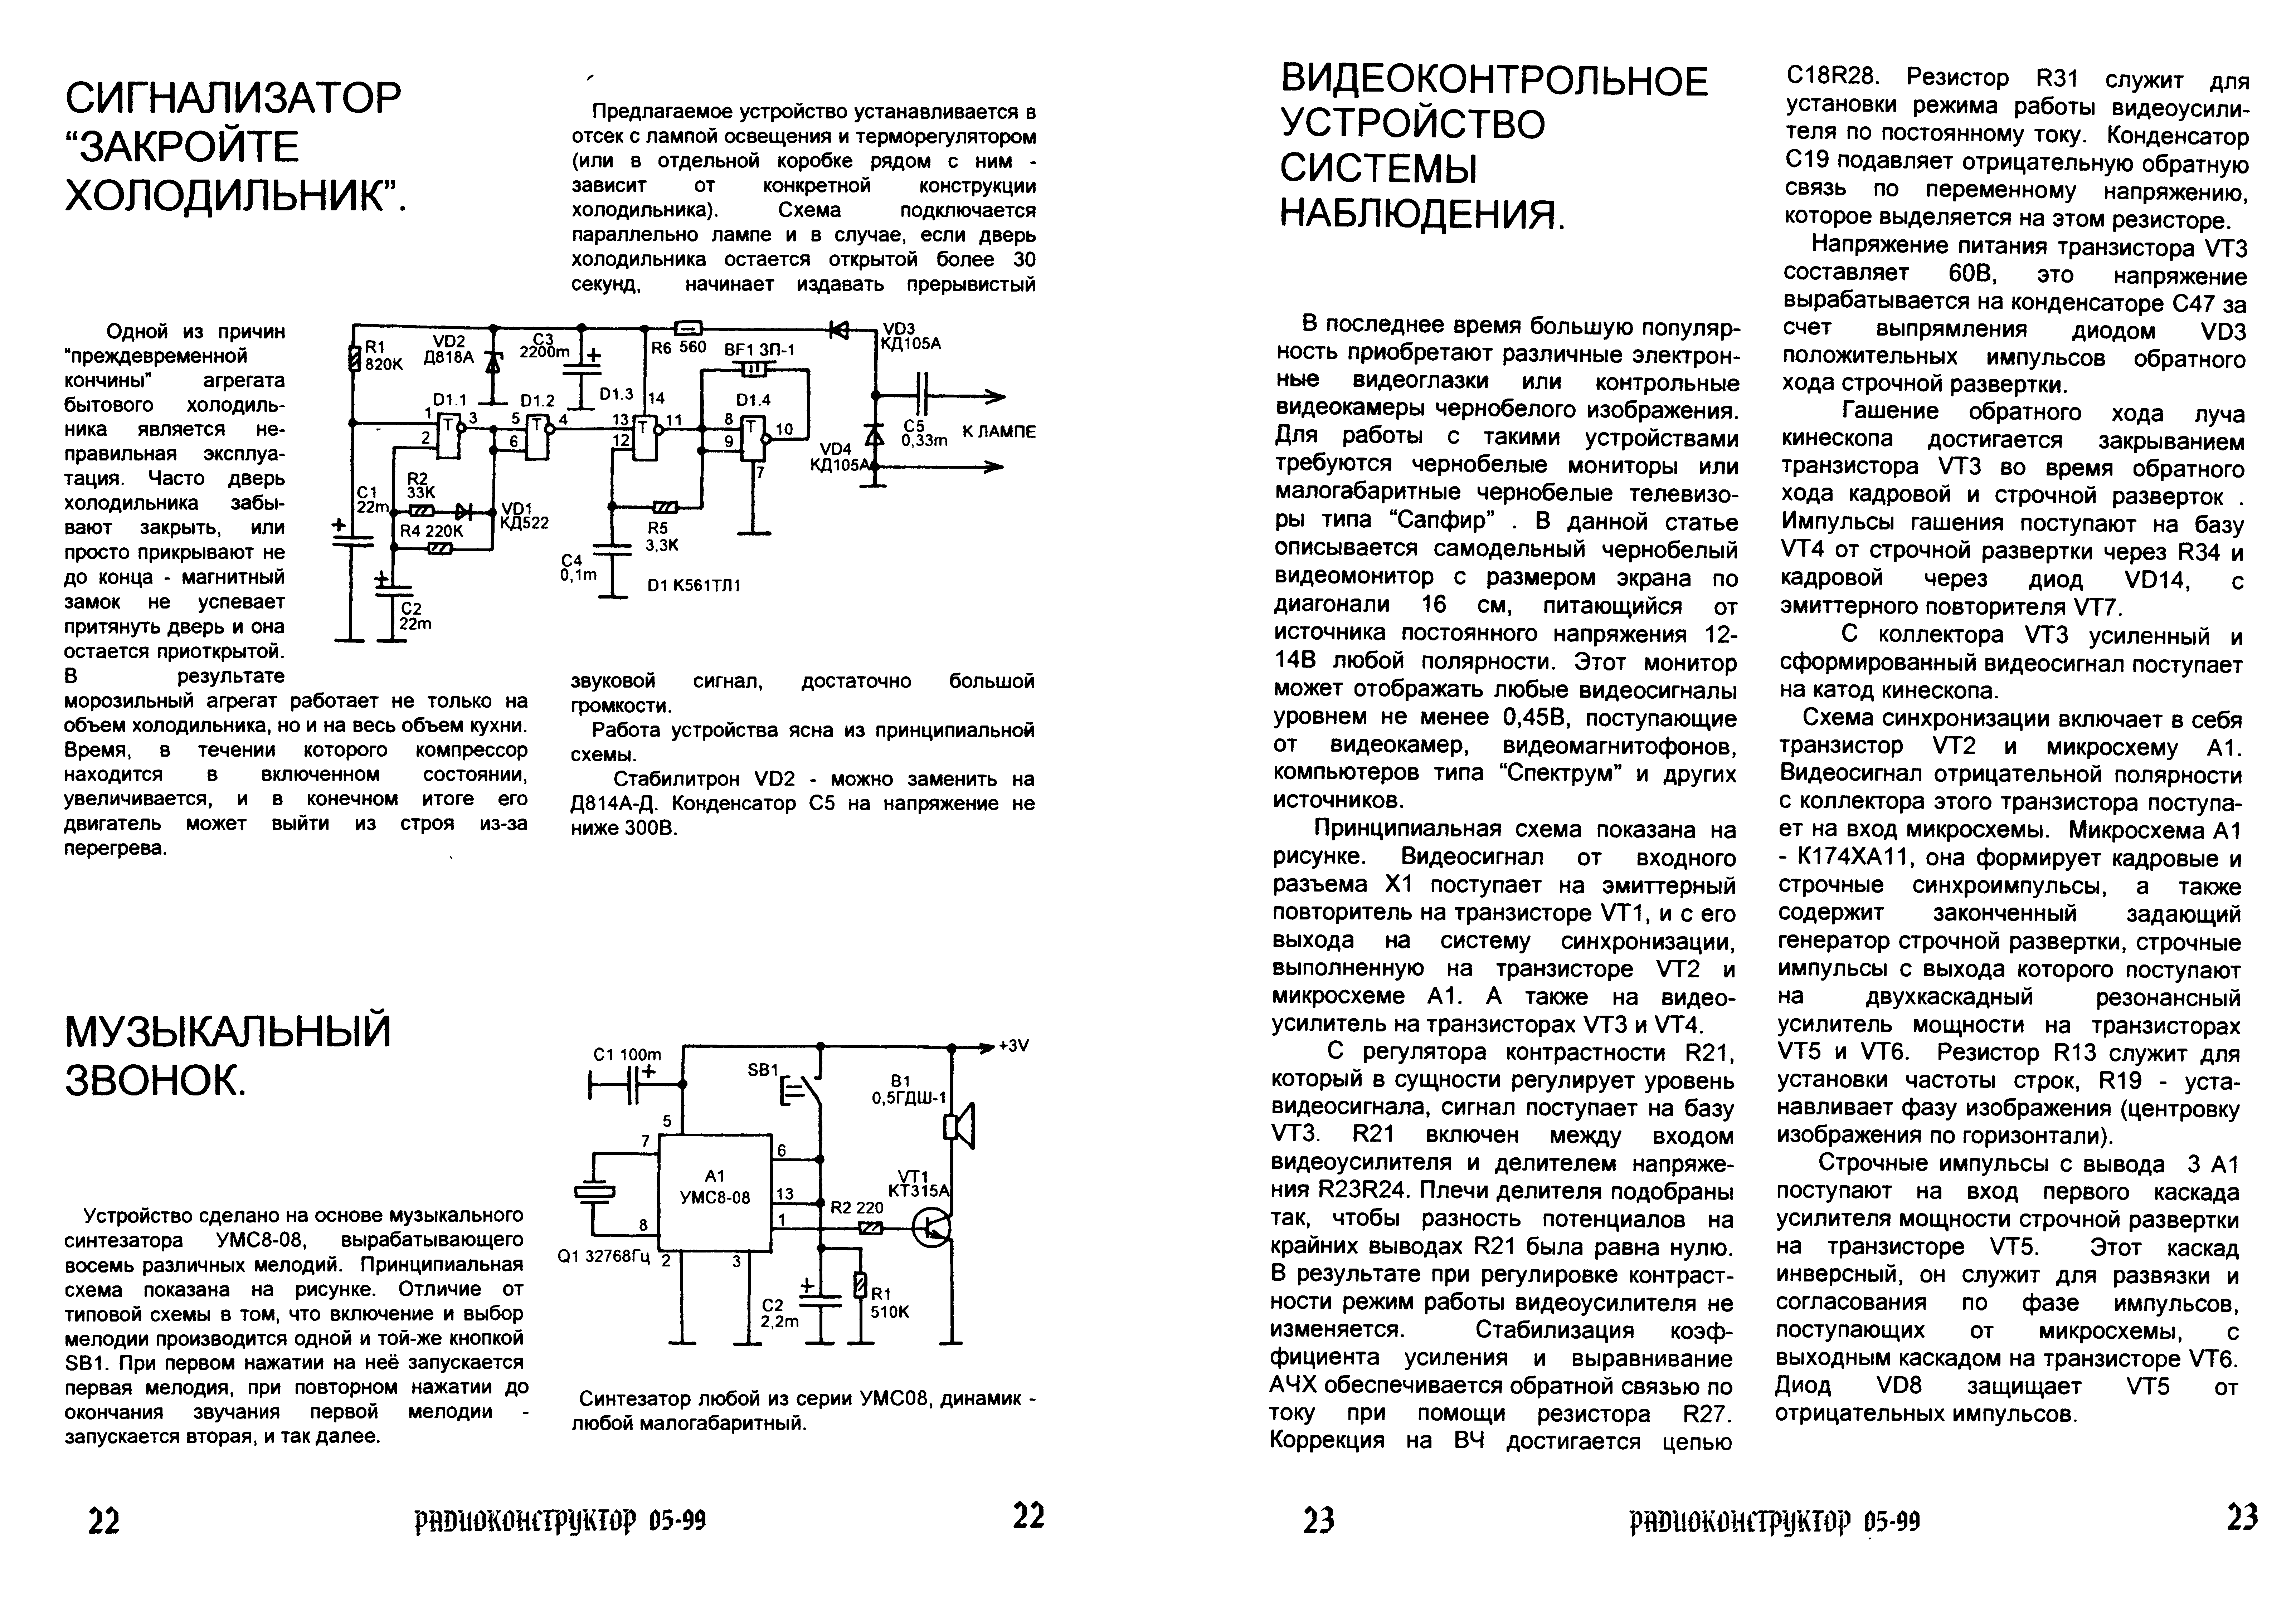 СИГНАЛИЗАТОР
“ЗАКРОЙТЕ
ХОЛОДИЛЬНИК”.
Одной из причин
“преждевременной
кончины” агрегата
бытового холодиль-
ника является не-
правильная эксплуа-
тация. Часто дверь
холодильника забы-
вают закрыть, или
просто прикрывают не
до конца - магнитный
замок не успевает
притянуть дверь и она
остается приоткрытой.
В результате
морозильный агрегат работает не только на
объем холодильника, но и на весь объем кухни.
Время, в течении которого компрессор
находится в включенном состоянии,
увеличивается, и в конечном итоге его
двигатель может выйти из строя из-за
перегрева.
Предлагаемое устройство устанавливается в
отсек с лампой освещения и терморегулятором
(или в отдельной коробке рядом с ним -
зависит от конкретной конструкции
холодильника). Схема подключается
параллельно лампе и в случае, если дверь
холодильника остается открытой более 30
секунд, начинает издавать прерывистый
R1
820K
VD2
Д818А
C3
2200m
+
R6 560
BF1 ЗП-1
VD3
КД105А
D1.1
D1.2
D1.3
14
D1.4
1
T
3
2
5
T
4
6
13
T
11
12
8
T
10
9
7
C5
0,33m
К ЛАМПЕ
VD4
КД105А
C1
22m
+
R2
33K
VD1
КД522
R4 220K
R5
3,3K
C4
0,1m
D1 К561ТЛ1
+
C2
22m
звуковой сигнал, достаточно большой
громкости.
Работа устройства ясна из принципиальной
схемы.
Стабилитрон VD2 - можно заменить на
Д814А-Д. Конденсатор С5 на напряжение не
ниже 300В.
МУЗЫКАЛЬНЫЙ
ЗВОНОК.
Устройство сделано на основе музыкального
синтезатора УМС8-08, вырабатывающего
восемь различных мелодий. Принципиальная
схема показана на рисунке. Отличие от
типовой схемы в том, что включение и выбор
мелодии производится одной и той-же кнопкой
SB1. При первом нажатии на неё запускается
первая мелодия, при повторном нажатии до
окончания звучания первой мелодии -
запускается вторая, и так далее.
C1 100m
+
SB1
+3V
B1
0,5ГДШ-1
5
7
6
A1
УМС8-08
13
1
8
2
3
Q1 32768Гц
R2 220
VT1
КТ315А
+
C2
2,2m
R1
510K
Синтезатор любой из серии УМС08, динамик -
любой малогабаритный.
22
РАДИОКОНСТРУКТОР 05-99
22
ВИДЕОКОНТРОЛЬНОЕ
УСТРОЙСТВО
СИСТЕМЫ
НАБЛЮДЕНИЯ.
В последнее время большую популяр-
ность приобретают различные электрон-
ные видеоглазки или контрольные
видеокамеры чернобелого изображения.
Для работы с такими устройствами
требуются чернобелые мониторы или
малогабаритные чернобелые телевизо-
ры типа “Сапфир” . В данной статье
описывается самодельный чернобелый
видеомонитор с размером экрана по
диагонали 16 см, питающийся от
источника постоянного напряжения 12-
14В любой полярности. Этот монитор
может отображать любые видеосигналы
уровнем не менее 0,45В, поступающие
от видеокамер, видеомагнитофонов,
компьютеров типа “Спектрум” и других
источников.
Принципиальная схема показана на
рисунке. Видеосигнал от входного
разъема Х1 поступает на эмиттерный
повторитель на транзисторе VT1, и с его
выхода на систему синхронизации,
выполненную на транзисторе VT2 и
микросхеме А1. А также на видео-
усилитель на транзисторах VT3 и VT4.
С регулятора контрастности R21,
который в сущности регулирует уровень
видеосигнала, сигнал поступает на базу
VT3. R21 включен между входом
видеоусилителя и делителем напряже-
ния R23R24. Плечи делителя подобраны
так, чтобы разность потенциалов на
крайних выводах R21 была равна нулю.
В результате при регулировке контраст-
ности режим работы видеоусилителя не
изменяется. Стабилизация коэф-
фициента усиления и выравнивание
АЧХ обеспечивается обратной связью по
току при помощи резистора R27.
Коррекция на ВЧ достигается цепью
C18R28. Резистор R31 служит для
установки режима работы видеоусили-
теля по постоянному току. Конденсатор
С19 подавляет отрицательную обратную
связь по переменному напряжению,
которое выделяется на этом резисторе.
Напряжение питания транзистора VT3
составляет 60В, это напряжение
вырабатывается на конденсаторе С47 за
счет выпрямления диодом VD3
положительных импульсов обратного
хода строчной развертки.
Гашение обратного хода луча
кинескопа достигается закрыванием
транзистора VT3 во время обратного
хода кадровой и строчной разверток .
Импульсы гашения поступают на базу
VT4 от строчной развертки через R34 и
кадровой через диод VD14, с
эмиттерного повторителя VT7.
С коллектора VT3 усиленный и
сформированный видеосигнал поступает
на катод кинескопа.
Схема синхронизации включает в себя
транзистор VT2 и микросхему А1.
Видеосигнал отрицательной полярности
с коллектора этого транзистора поступа-
ет на вход микросхемы. Микросхема А1
- К174ХА11, она формирует кадровые и
строчные синхроимпульсы, а также
содержит законченный задающий
генератор строчной развертки, строчные
импульсы с выхода которого поступают
на двухкаскадный резонансный
усилитель мощности на транзисторах
VT5 и VT6. Резистор R13 служит для
установки частоты строк, R19 - уста-
навливает фазу изображения (центровку
изображения по горизонтали).
Строчные импульсы с вывода 3 А1
поступают на вход первого каскада
усилителя мощности строчной развертки
на транзисторе VT5. Этот каскад
инверсный, он служит для развязки и
согласования по фазе импульсов,
поступающих от микросхемы, с
выходным каскадом на транзисторе VT6.
Диод VD8 защищает VT5 от
отрицательных импульсов.
23
РАДИОКОНСТРУКТОР 05-99
23